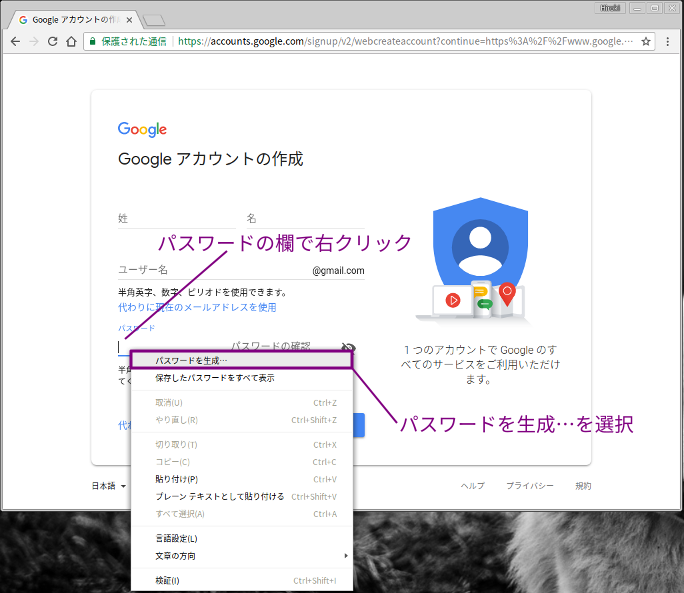 Hiroki
Google アカウントの作成
保護された通信
https://accounts.google.com/signup/v2/webcreateaccount?continue=https%3A%2F%2Fwww.google.…
Google
Google アカウントの作成
姓
名
パスワードの欄で右クリック
ユーザー名
@gmail.com
半角英字、数字、ピリオドを使用できます。
代わりに現在のメールアドレスを使用
パスワード
パスワードの確認
1 つのアカウントで Google のす
べてのサービスをご利用いただけ
ます。
半角
てく
代わ
パスワードを生成…
保存したパスワードをすべて表示
取消(U) Ctrl+Z
やり直し(R) Ctrl+Shift+Z
切り取り(T) Ctrl+X
コピー(C) Ctrl+C
貼り付け(P) Ctrl+V
プレーン テキストとして貼り付ける Ctrl+Shift+V
すべて選択(A) Ctrl+A
言語設定(L)
文章の方向
検証(I) Ctrl+Shift+I
パスワードを生成…を選択
日本語
ヘルプ
プライバシー
規約